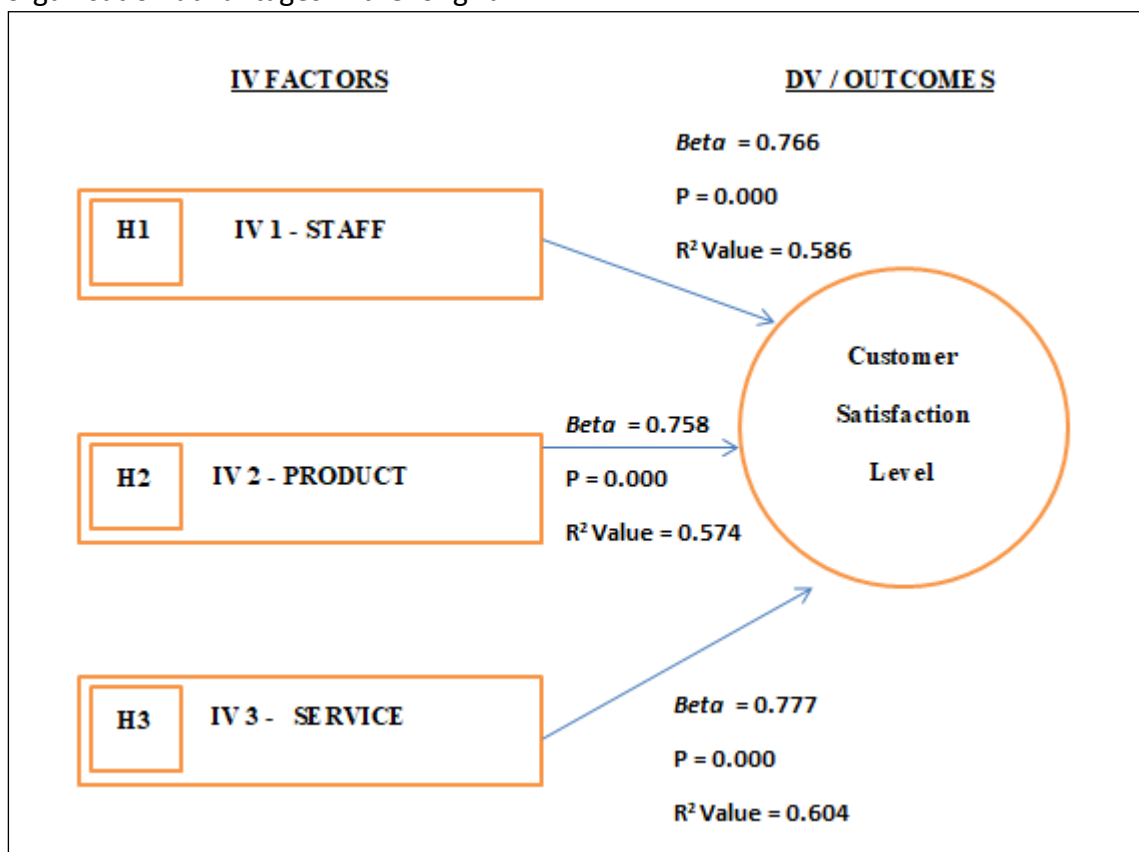 IV FACTORS
DV / OUTCOMES
Beta = 0.766
P = 0.000
R² Value = 0.586
H1
IV 1 - STAFF
Customer
Satisfaction
Level
Beta = 0.758
P = 0.000
R² Value = 0.574
H2
IV 2 - PRODUCT
H3
IV 3 - SERVICE
Beta = 0.777
P = 0.000
R² Value = 0.604